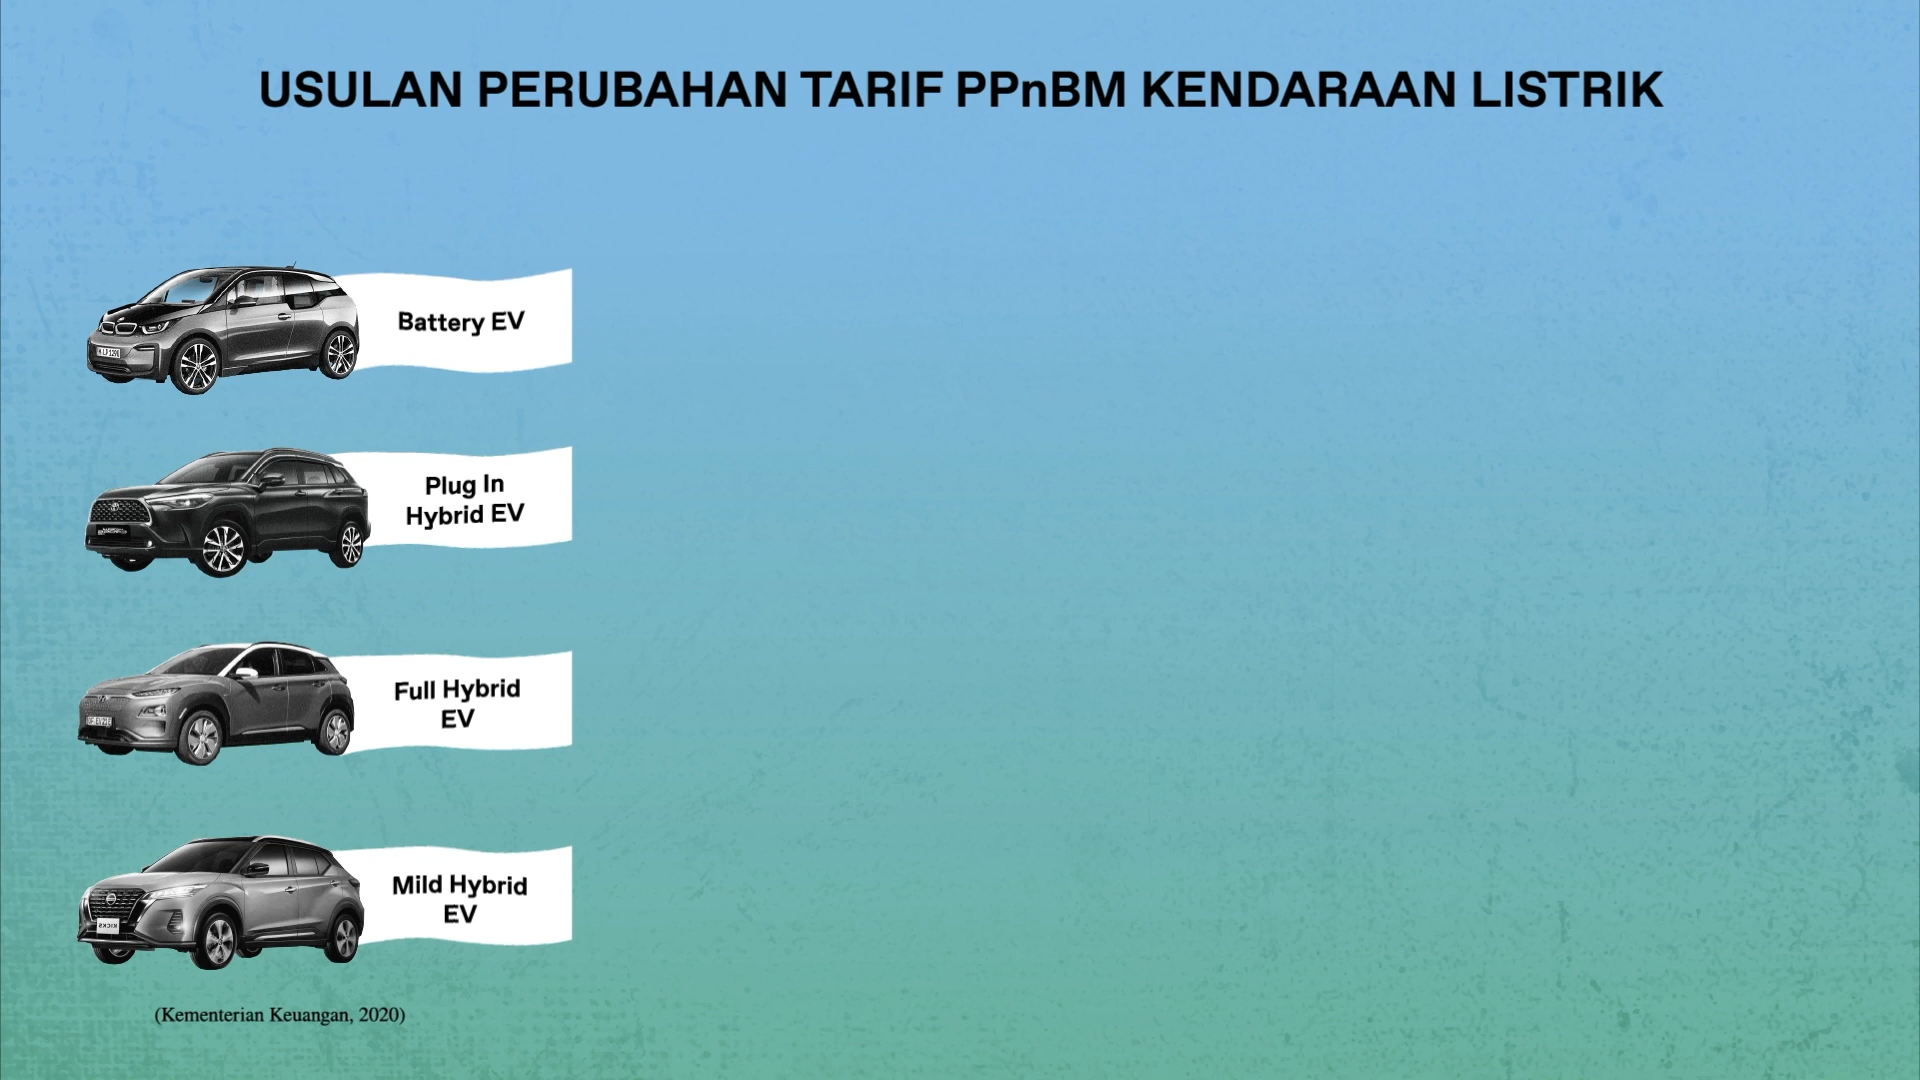 USULAN PERUBAHAN TARIF PPnBM KENDARAAN LISTRIK
Battery EV
Plug In
Hybrid EV
Full Hybrid
EV
Mild Hybrid
EV
(Kementerian Keuangan, 2020)